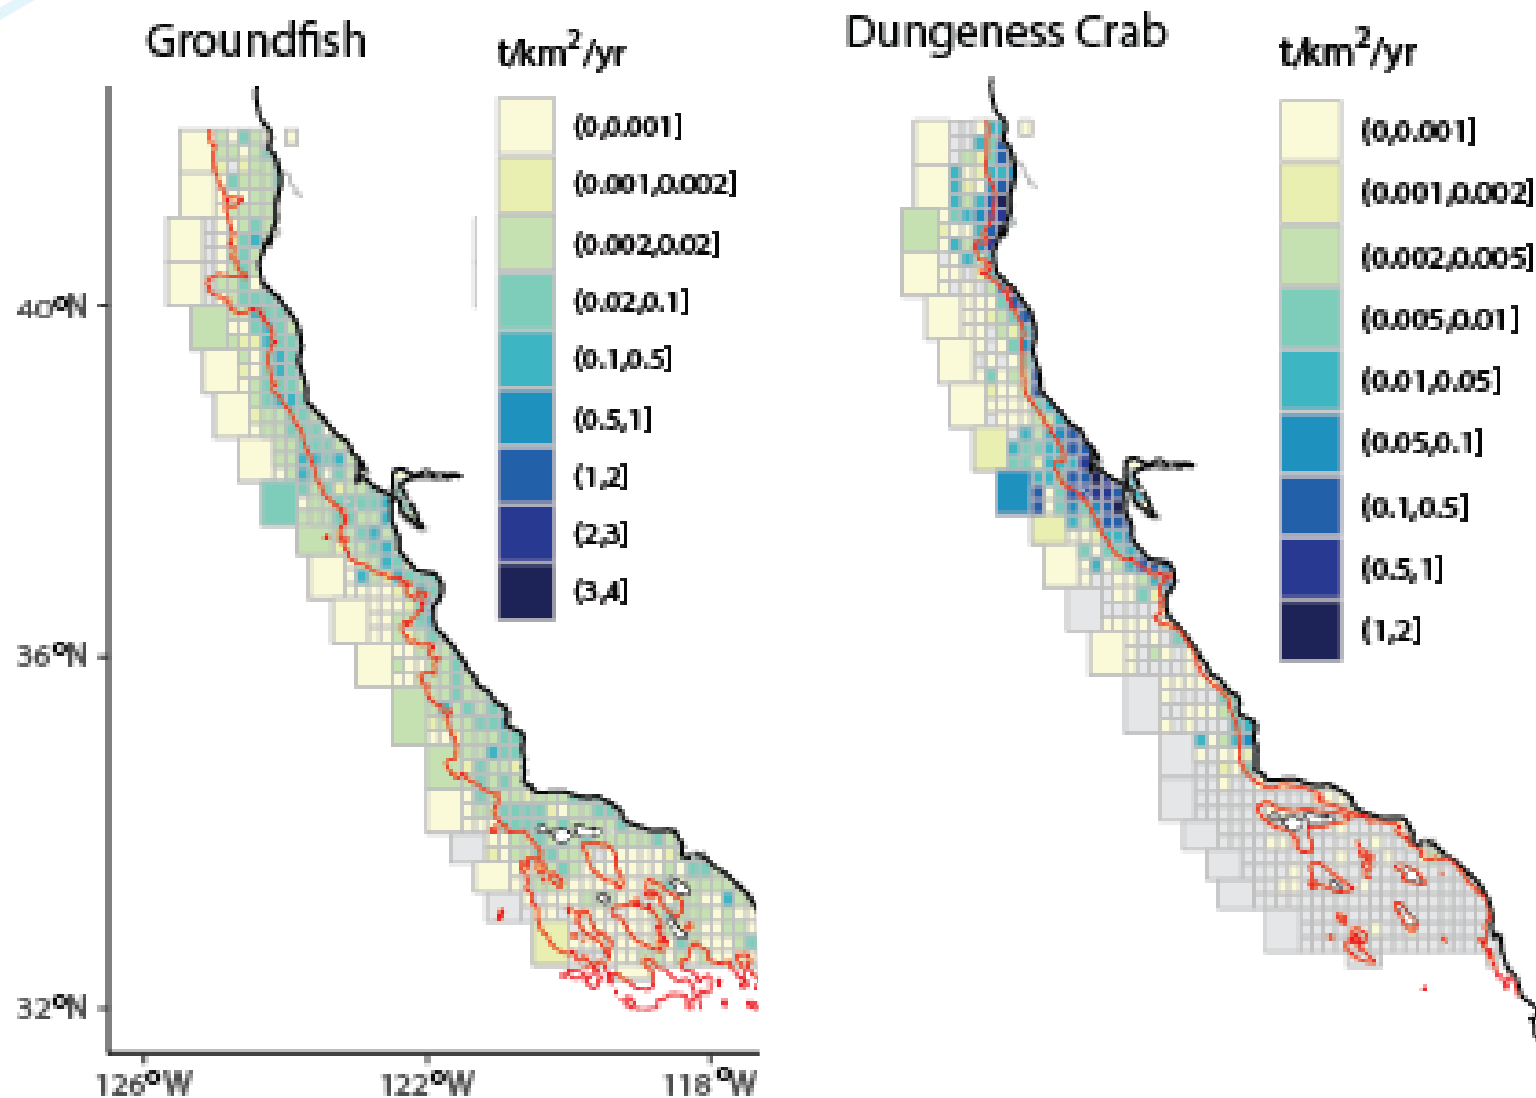 Groundfish
t/km²/yr
(0,0.001]
(0.001,0.002]
(0.002,0.02]
(0.02,0.1]
(0.1,0.5]
(0.5,1]
(1,2]
(2,3]
(3,4]
40°N
36°N
32°N
126°W 122°W 118°W
Dungeness Crab
t/km²/yr
(0,0.001]
(0.001,0.002]
(0.002,0.005]
(0.005,0.01]
(0.01,0.05]
(0.05,0.1]
(0.1,0.5]
(0.5,1]
(1,2]